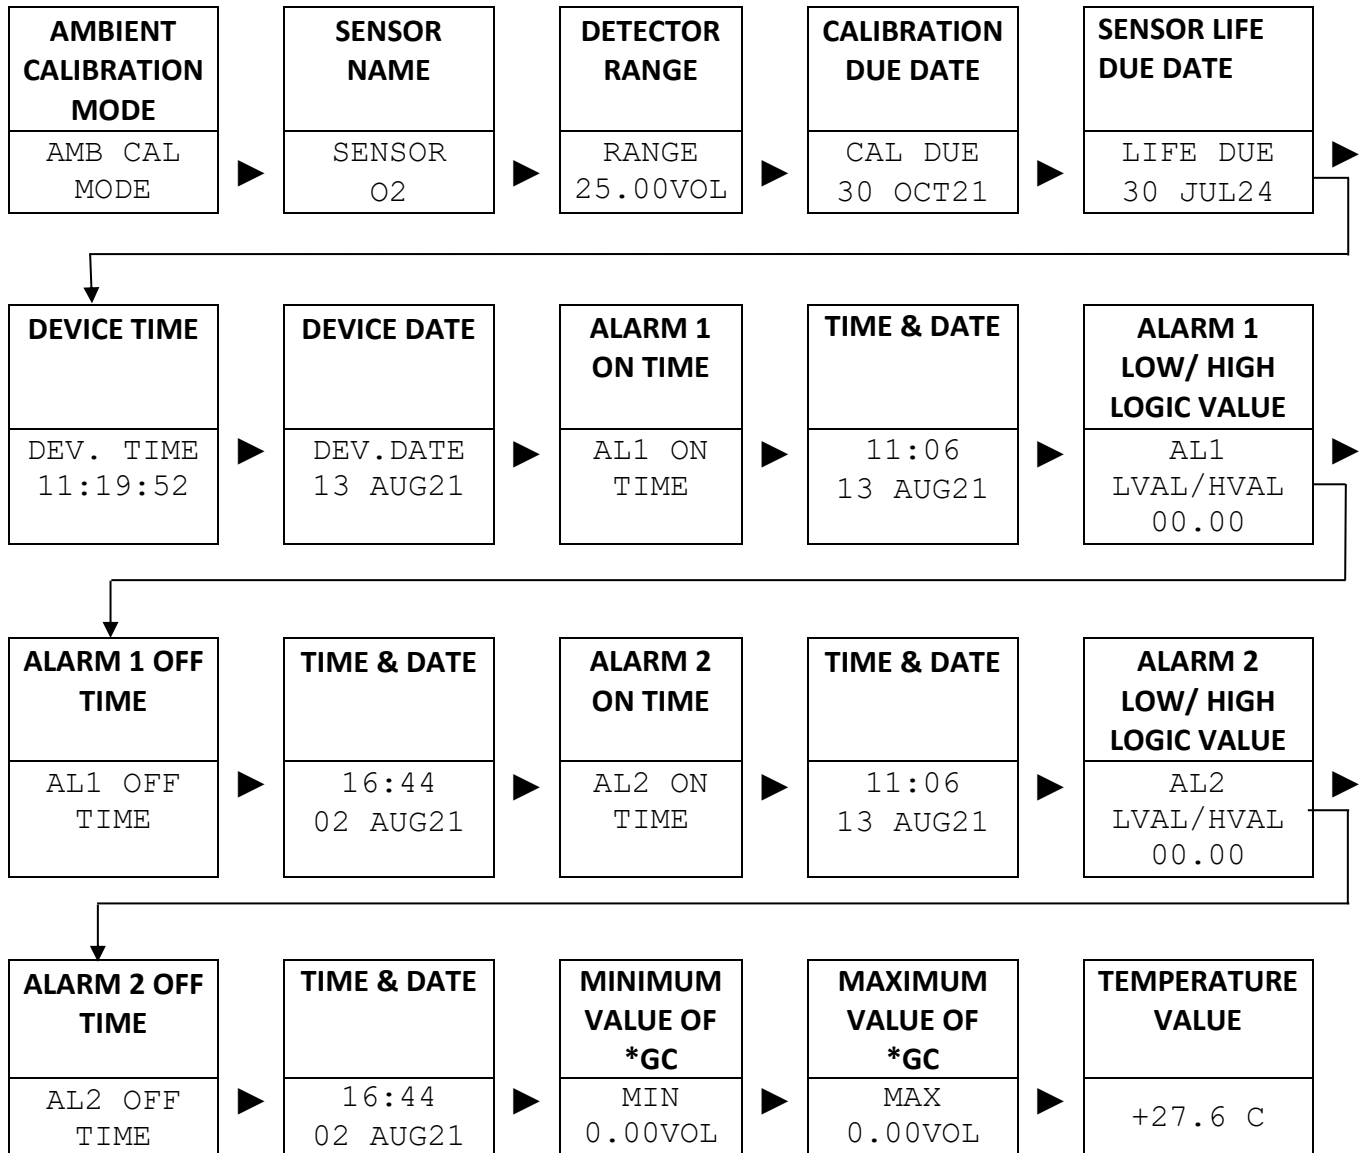 AMBIENT
CALIBRATION
MODE
AMB CAL
MODE
SENSOR
NAME
SENSOR
O2
DETECTOR
RANGE
RANGE
25.00VOL
CALIBRATION
DUE DATE
CAL DUE
30 OCT21
SENSOR LIFE
DUE DATE
LIFE DUE
30 JUL24
DEVICE TIME
DEV. TIME
11:19:52
DEVICE DATE
DEV.DATE
13 AUG21
ALARM 1
ON TIME
AL1 ON
TIME
TIME & DATE
11:06
13 AUG21
ALARM 1
LOW/ HIGH
LOGIC VALUE
AL1
LVAL/HVAL
00.00
ALARM 1 OFF
TIME
AL1 OFF
TIME
TIME & DATE
16:44
02 AUG21
ALARM 2
ON TIME
AL2 ON
TIME
TIME & DATE
11:06
13 AUG21
ALARM 2
LOW/ HIGH
LOGIC VALUE
AL2
LVAL/HVAL
00.00
ALARM 2 OFF
TIME
AL2 OFF
TIME
TIME & DATE
16:44
02 AUG21
MINIMUM
VALUE OF
*GC
MIN
0.00VOL
MAXIMUM
VALUE OF
*GC
MAX
0.00VOL
TEMPERATURE
VALUE
+27.6 C